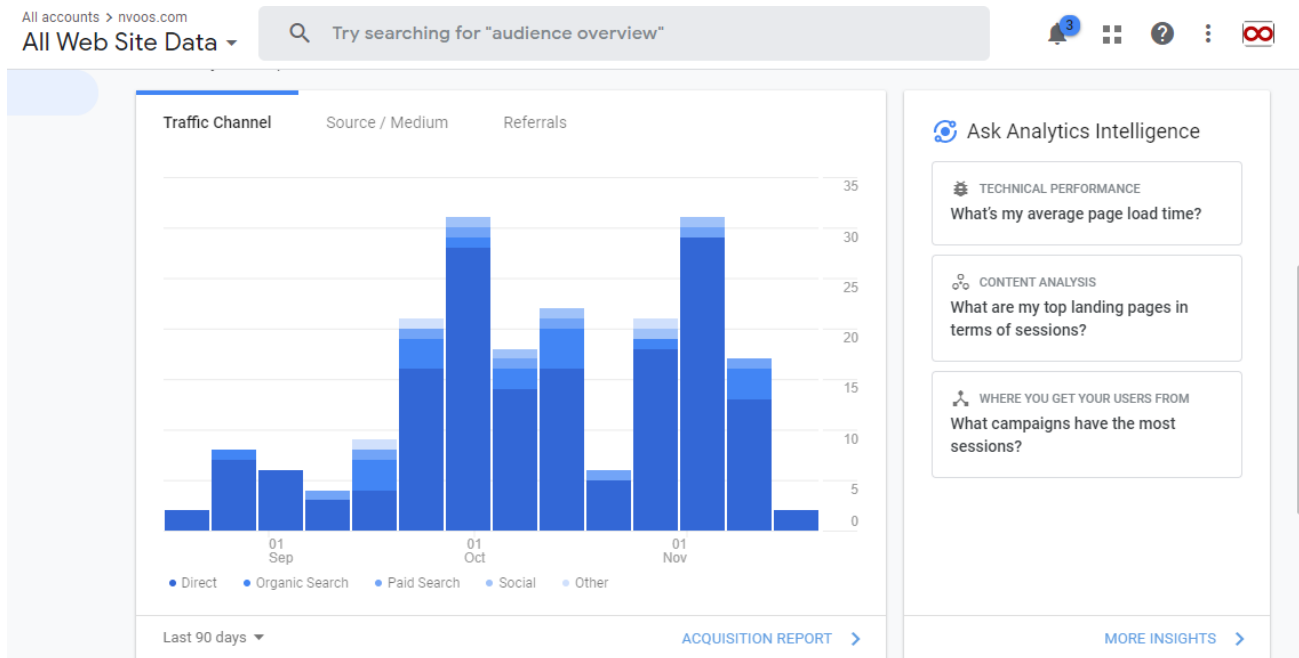 All accounts > nvoos.com
All Web Site Data
Try searching for "audience overview"
3
Traffic Channel
Source / Medium
Referrals
35
30
25
20
15
10
5
0
01
Sep
01
Oct
01
Nov
Direct
Organic Search
Paid Search
Social
Other
Last 90 days
ACQUISITION REPORT
Ask Analytics Intelligence
TECHNICAL PERFORMANCE
What's my average page load time?
CONTENT ANALYSIS
What are my top landing pages in
terms of sessions?
WHERE YOU GET YOUR USERS FROM
What campaigns have the most
sessions?
MORE INSIGHTS